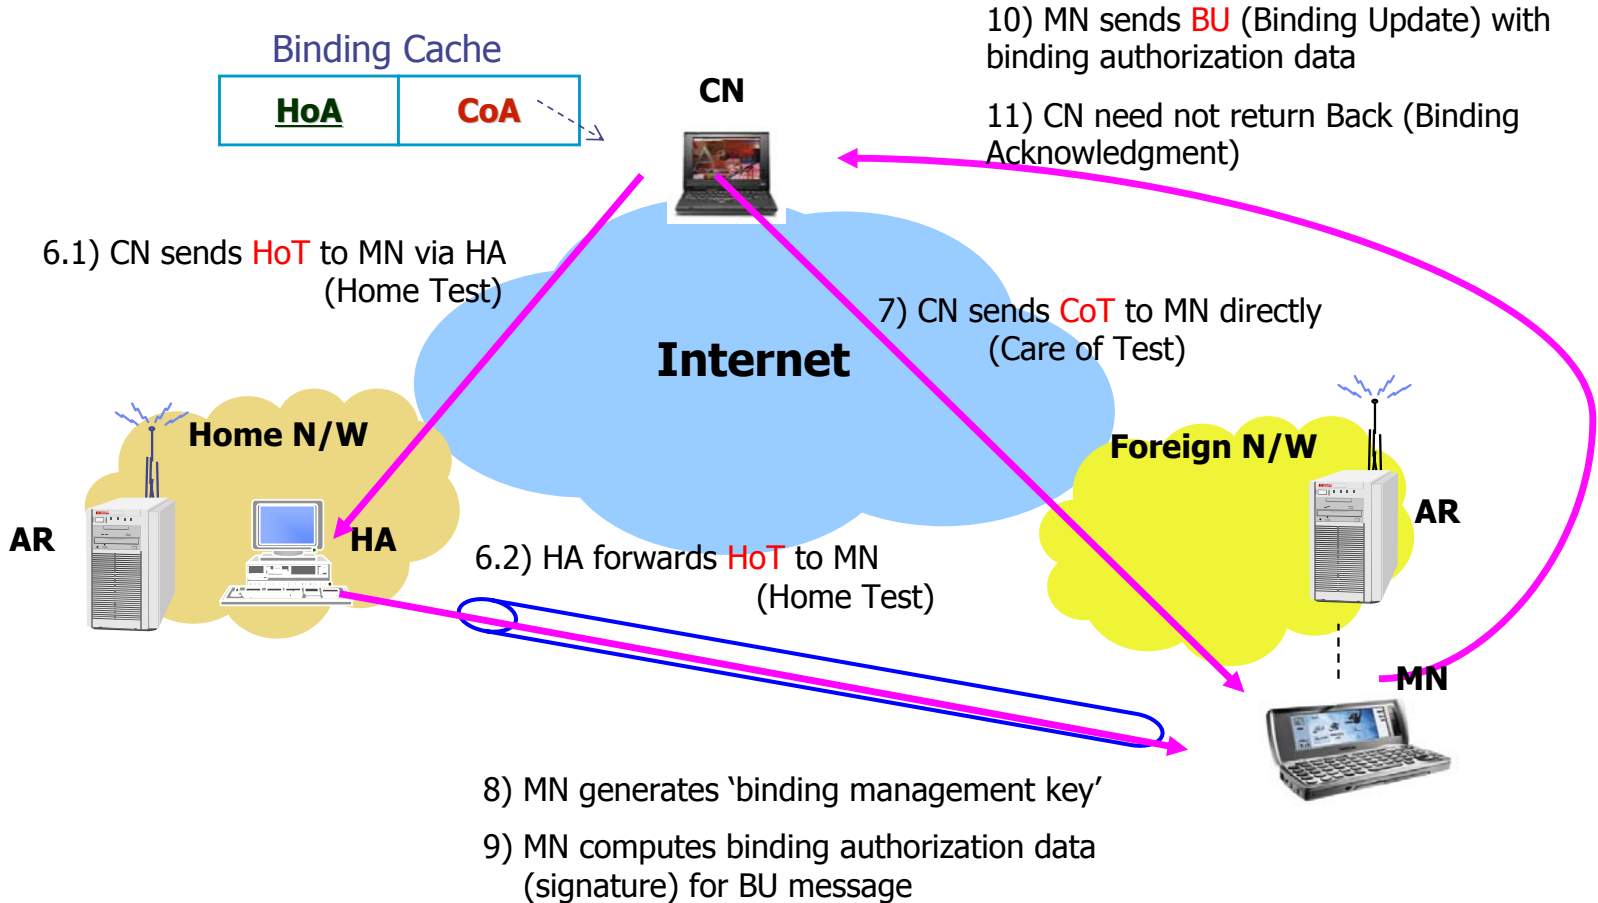 10) MN sends BU (Binding Update) with
binding authorization data
11) CN need not return Back (Binding
Acknowledgment)
Binding Cache
HoA CoA
CN
6.1) CN sends HoT to MN via HA
(Home Test)
7) CN sends CoT to MN directly
(Care of Test)
Internet
Home N/W
Foreign N/W
AR
HA
AR
6.2) HA forwards HoT to MN
(Home Test)
MN
8) MN generates ‘binding management key’
9) MN computes binding authorization data
(signature) for BU message